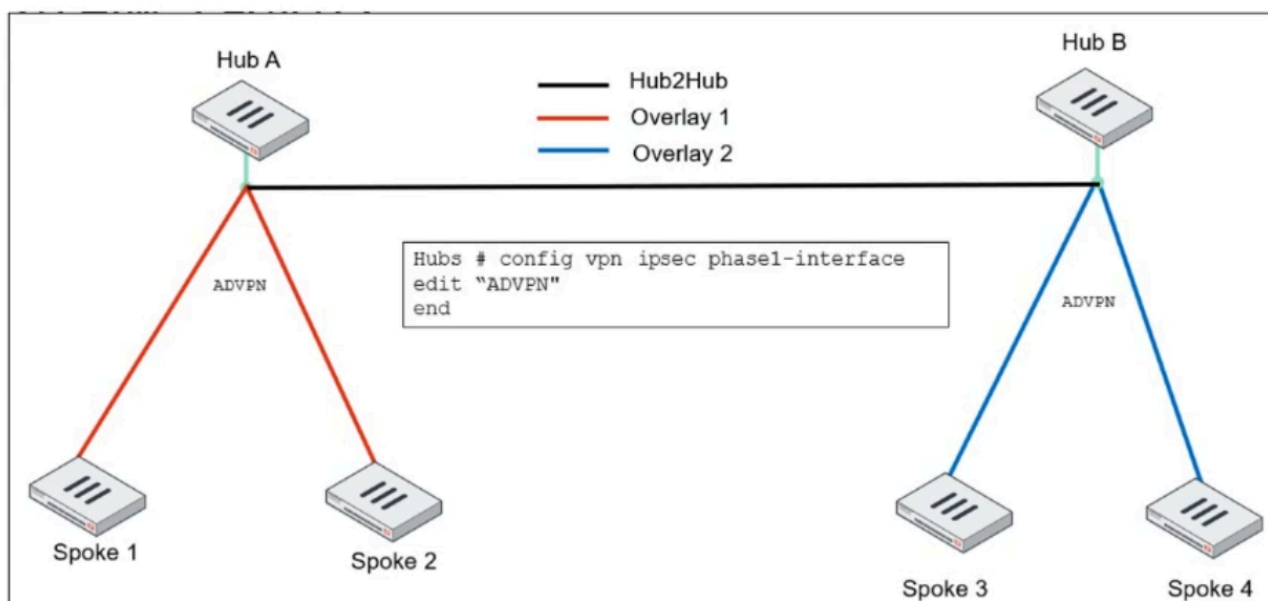 Hub A
Hub B
Hub2Hub
Overlay 1
Overlay 2
Hubs # config vpn ipsec phase1-interface
edit “ADVPN"
end
ADVPN
ADVPN
Spoke 1
Spoke 2
Spoke 3
Spoke 4